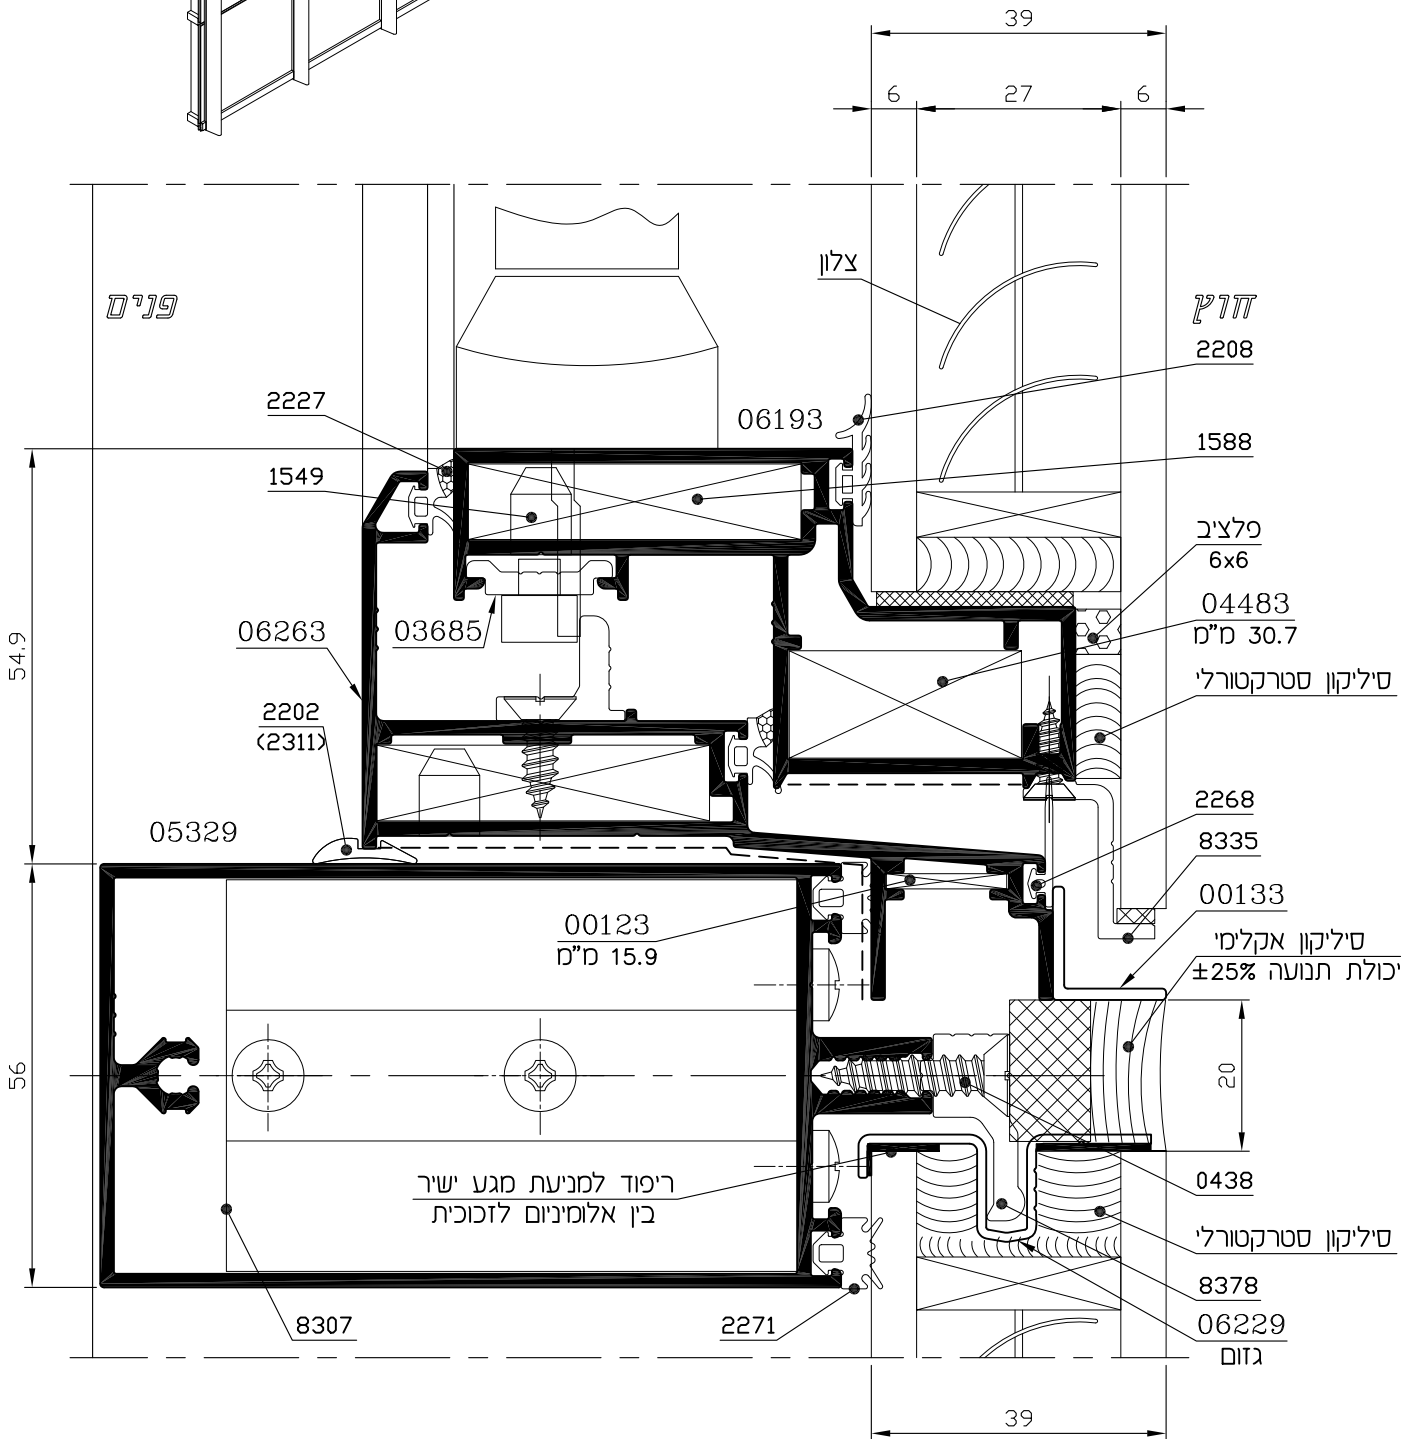 39
6
27
6
צלון
פנים
חוץ
2208
2227
06193
1588
1549
פלציב
6x6
04483
30.7 מ"מ
06263
03685
54.9
סיליקון סטרקטורלי
2202
(2311)
2268
05329
8335
00133
00123
15.9 מ"מ
סיליקון אקלימי
יכולת תנועה ±25%
56
20
ריפוד למניעת מגע ישיר
בין אלומיניום לזכוכית
0438
סיליקון סטרקטורלי
8378
8307
2271
06229
גזום
39